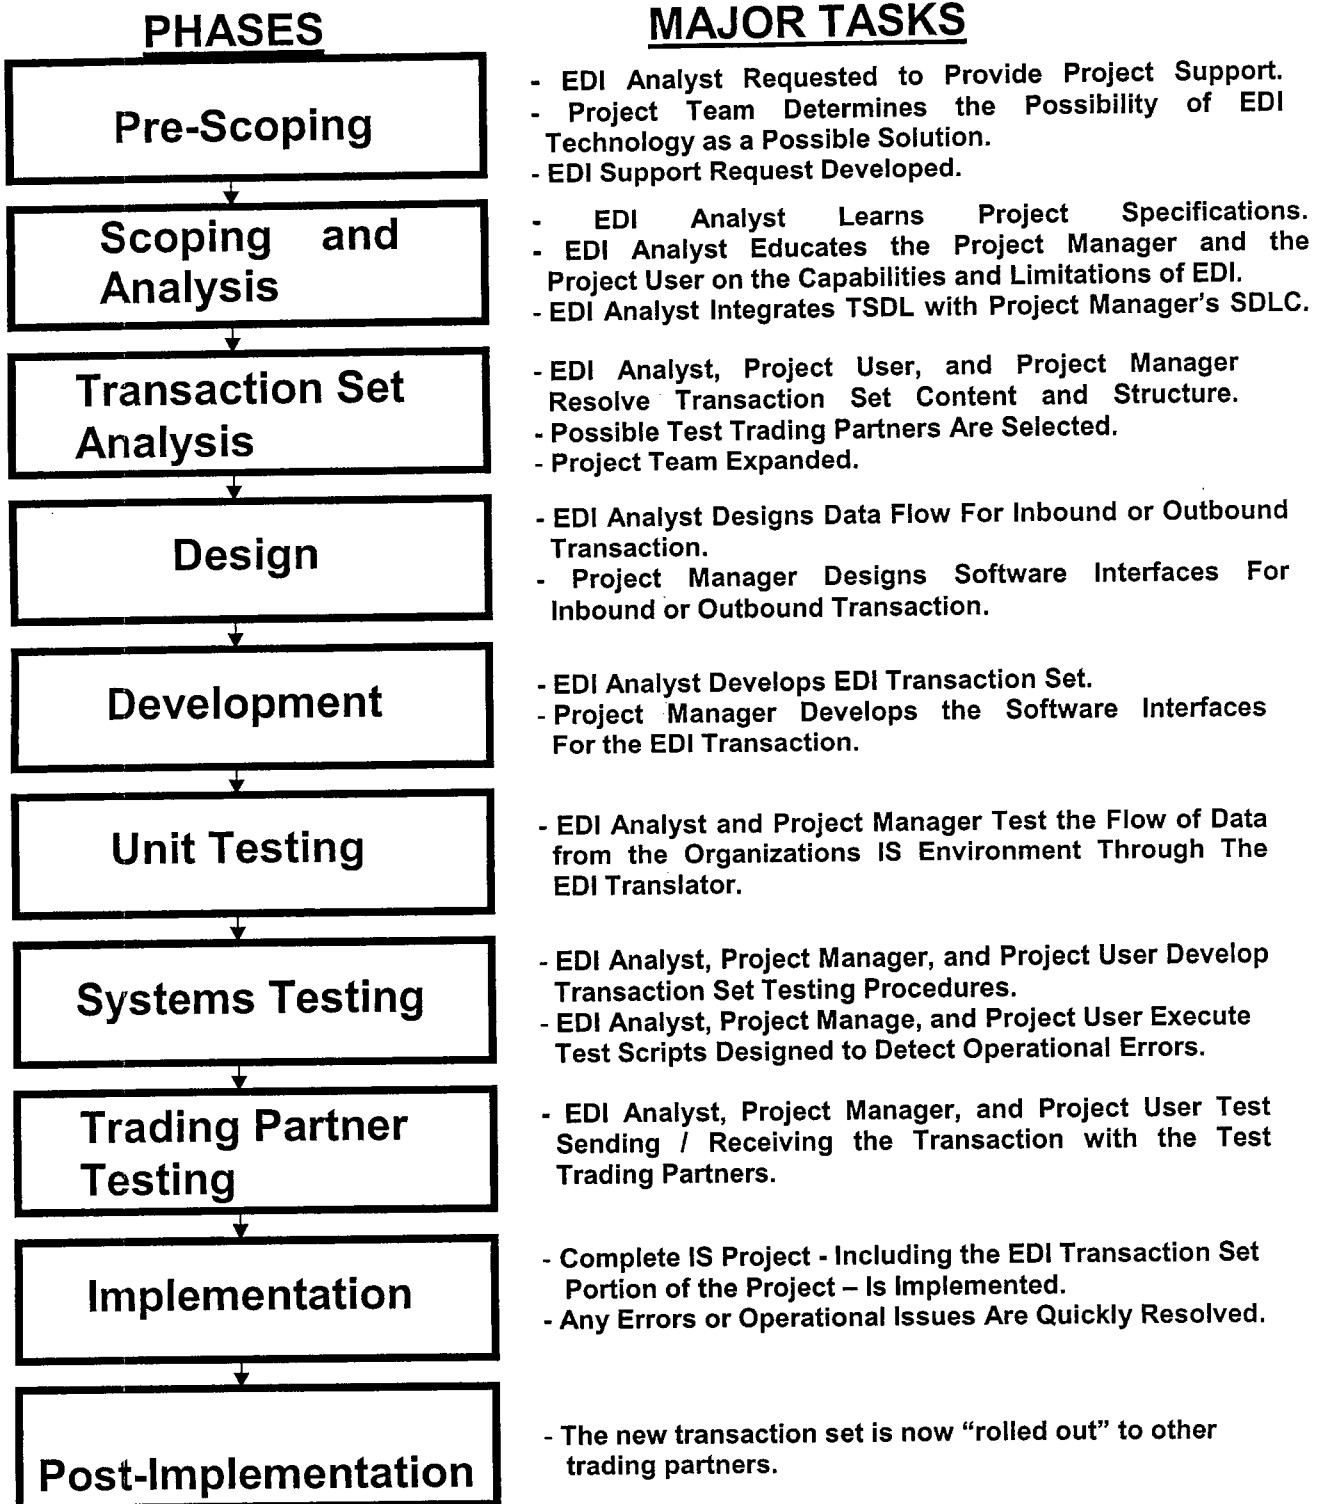 PHASES
MAJOR TASKS
Pre-Scoping
- EDI Analyst Requested to Provide Project Support.
- Project Team Determines the Possibility of EDI
Technology as a Possible Solution.
- EDI Support Request Developed.
Scoping and
Analysis
- EDI Analyst Learns Project Specifications.
- EDI Analyst Educates the Project Manager and the
Project User on the Capabilities and Limitations of EDI.
- EDI Analyst Integrates TSDL with Project Manager's SDLC.
Transaction Set
Analysis
- EDI Analyst, Project User, and Project Manager
Resolve Transaction Set Content and Structure.
- Possible Test Trading Partners Are Selected.
- Project Team Expanded.
Design
- EDI Analyst Designs Data Flow For Inbound or Outbound
Transaction.
- Project Manager Designs Software Interfaces For
Inbound or Outbound Transaction.
Development
- EDI Analyst Develops EDI Transaction Set.
- Project Manager Develops the Software Interfaces
For the EDI Transaction.
Unit Testing
- EDI Analyst and Project Manager Test the Flow of Data
from the Organizations IS Environment Through The
EDI Translator.
Systems Testing
- EDI Analyst, Project Manager, and Project User Develop
Transaction Set Testing Procedures.
- EDI Analyst, Project Manage, and Project User Execute
Test Scripts Designed to Detect Operational Errors.
Trading Partner
Testing
- EDI Analyst, Project Manager, and Project User Test
Sending / Receiving the Transaction with the Test
Trading Partners.
Implementation
- Complete IS Project - Including the EDI Transaction Set
Portion of the Project – Is Implemented.
- Any Errors or Operational Issues Are Quickly Resolved.
Post-Implementation
- The new transaction set is now “rolled out” to other
trading partners.